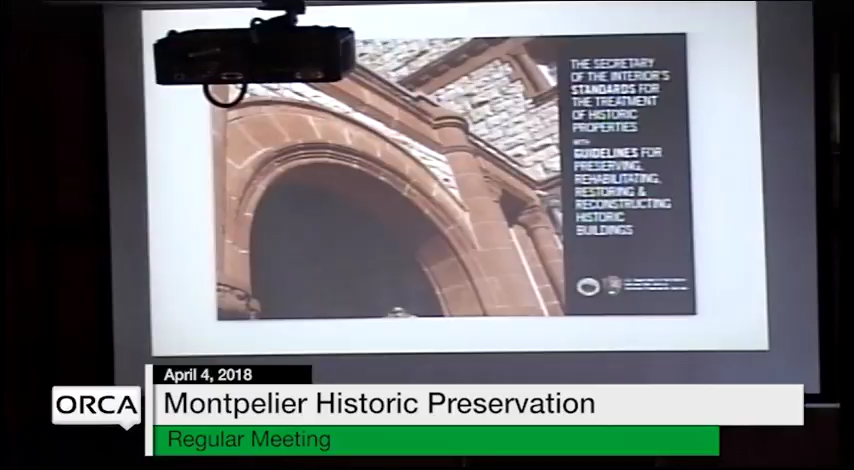 THE SECRETARY
OF THE INTERIOR'S
STANDARDS FOR
THE TREATMENT
OF HISTORIC
PROPERTIES
WITH
GUIDELINES FOR
PRESERVING,
REHABILITATING,
RESTORING &
RECONSTRUCTING
HISTORIC
BUILDINGS
April 4, 2018
ORCA
Montpelier Historic Preservation
Regular Meeting